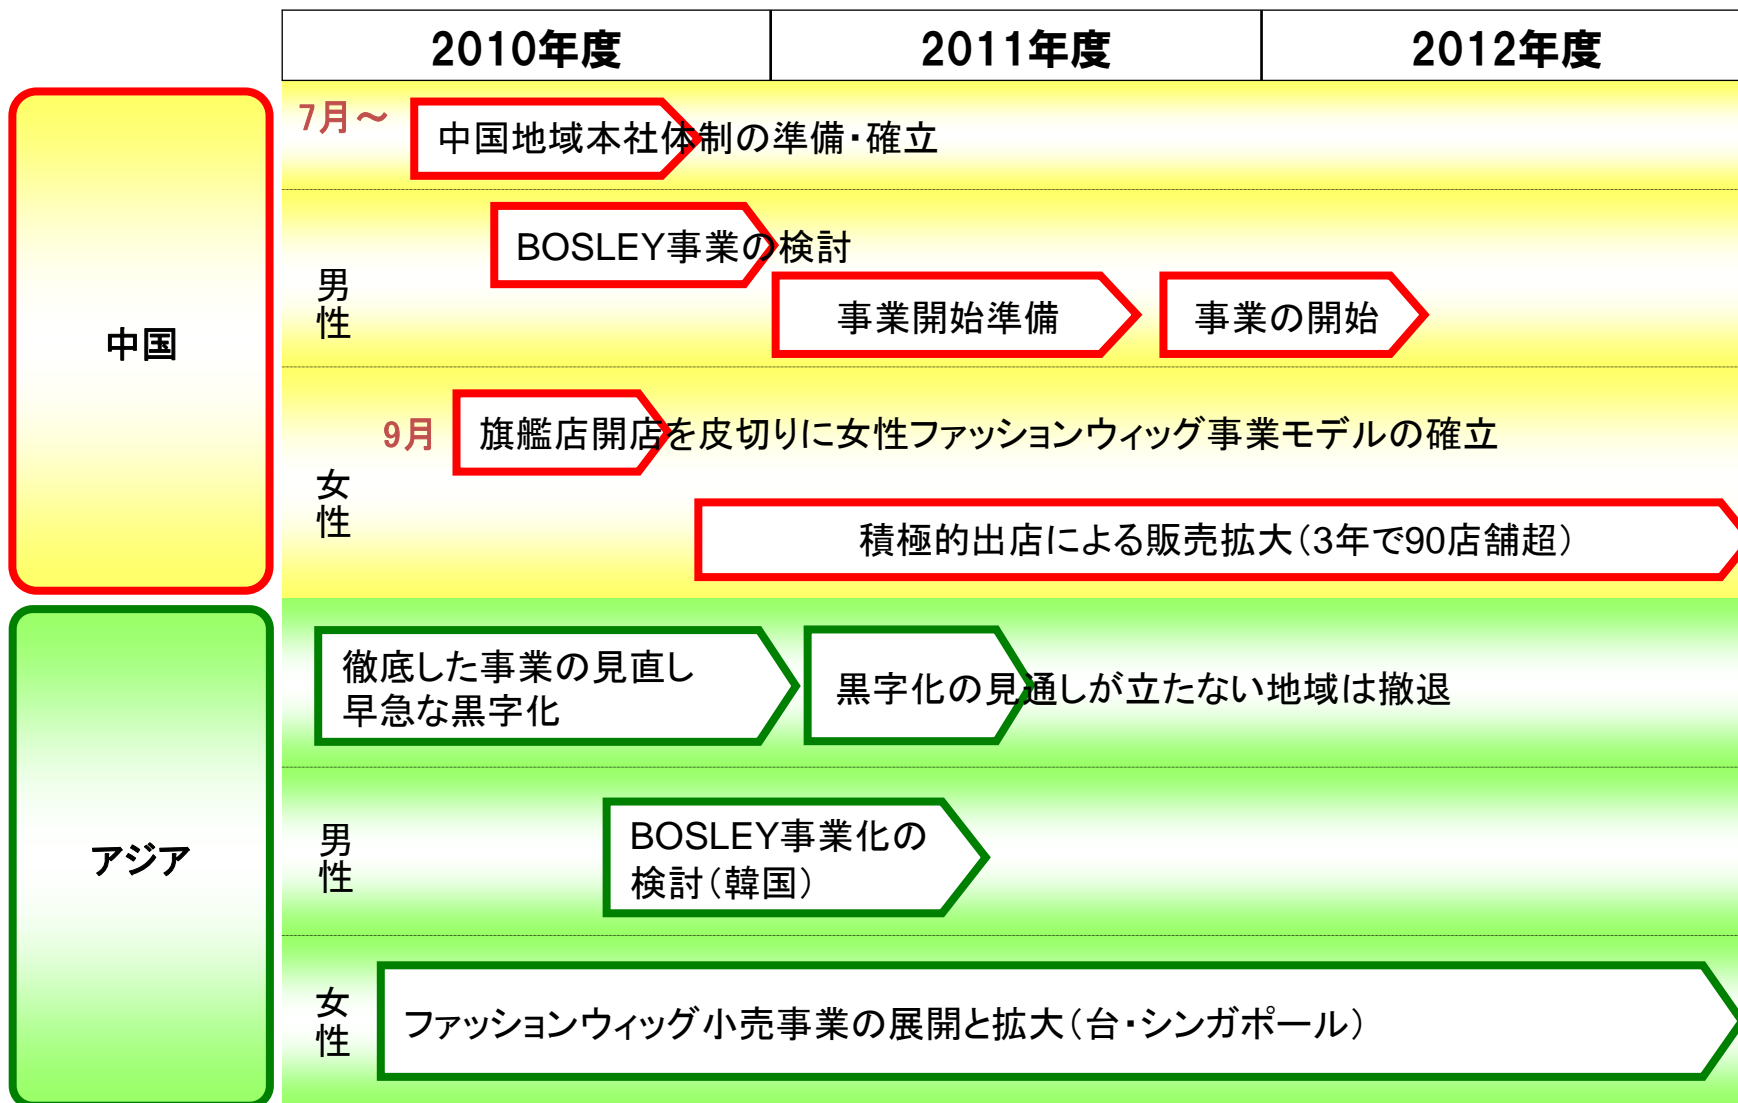 2010年度
2011年度
2012年度
中国
7月～
中国地域本社体制の準備・確立
男性
BOSLEY事業の検討
事業開始準備
事業の開始
女性
9月
旗艦店開店を皮切りに女性ファッションウィッグ事業モデルの確立
積極的出店による販売拡大（3年で90店舗超）
アジア
徹底した事業の見直し
早急な黒字化
黒字化の見通しが立たない地域は撤退
男性
BOSLEY事業化の
検討（韓国）
女性
ファッションウィッグ小売事業の展開と拡大（台・シンガポール）